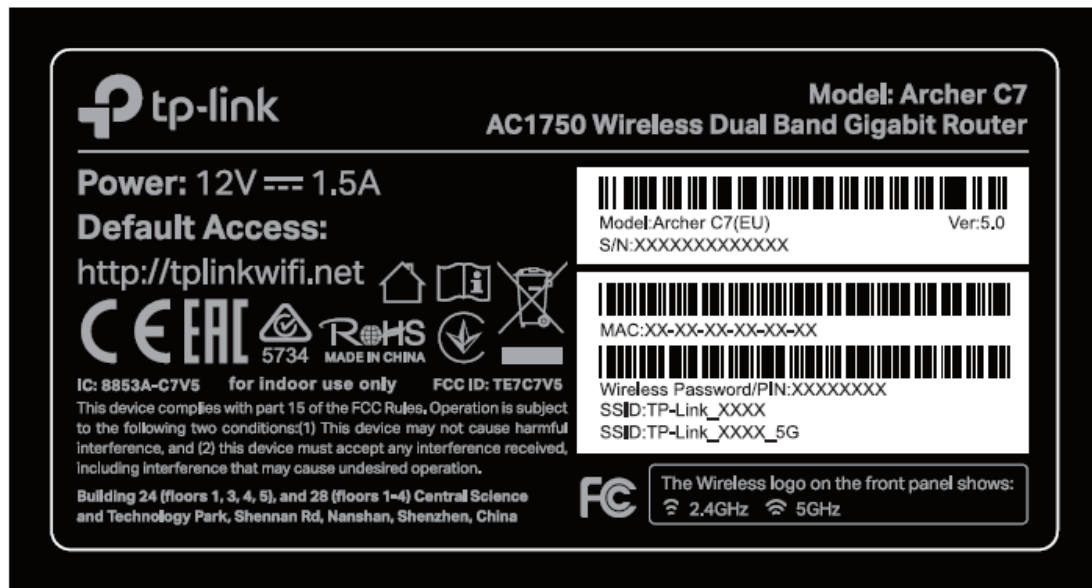 tp-link
Model: Archer C7
AC1750 Wireless Dual Band Gigabit Router
Power: 12V 1.5A
Default Access:
http://tplinkwifi.net
CE EAC 5734 RoHS
MADE IN CHINA
IC: 8853A-C7V5 for indoor use only FCC ID: TE7C7V5
This device complies with part 15 of the FCC Rules. Operation is subject
to the following two conditions:(1) This device may not cause harmful
interference, and (2) this device must accept any interference received,
including interference that may cause undesired operation.
Building 24 (floors 1, 3, 4, 5), and 28 (floors 1-4) Central Science
and Technology Park, Shennan Rd, Nanshan, Shenzhen, China
Model:Archer C7(EU) Ver:5.0
S/N:XXXXXXXXXXXXX
MAC:XX-XX-XX-XX-XX-XX
Wireless Password/PIN:XXXXXXXX
SSID:TP-Link_XXXX
SSID:TP-Link_XXXX_5G
FC
The Wireless logo on the front panel shows:
2.4GHz 5GHz